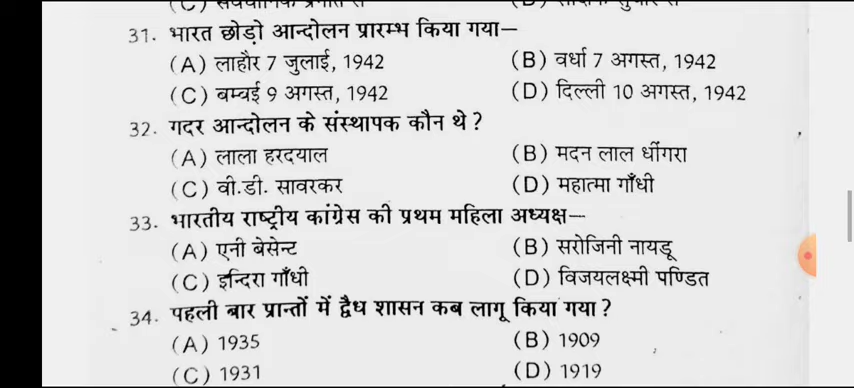 31. भारत छोड़ो आन्दोलन प्रारम्भ किया गया—
(A) लाहौर 7 जुलाई, 1942 (B) वर्धा 7 अगस्त, 1942
(C) बम्वई 9 अगस्त, 1942 (D) दिल्ली 10 अगस्त, 1942
32. गदर आन्दोलन के संस्थापक कौन थे ?
(A) लाला हरदयाल (B) मदन लाल धींगरा
(C) वी.डी. सावरकर (D) महात्मा गाँधी
33. भारतीय राष्ट्रीय कांग्रेस की प्रथम महिला अध्यक्ष—
(A) एनी बेसेन्ट (B) सरोजिनी नायडू
(C) इन्दिरा गाँधी (D) विजयलक्ष्मी पण्डित
34. पहली बार प्रान्तों में द्वैध शासन कब लागू किया गया ?
(A) 1935 (B) 1909
(C) 1931 (D) 1919